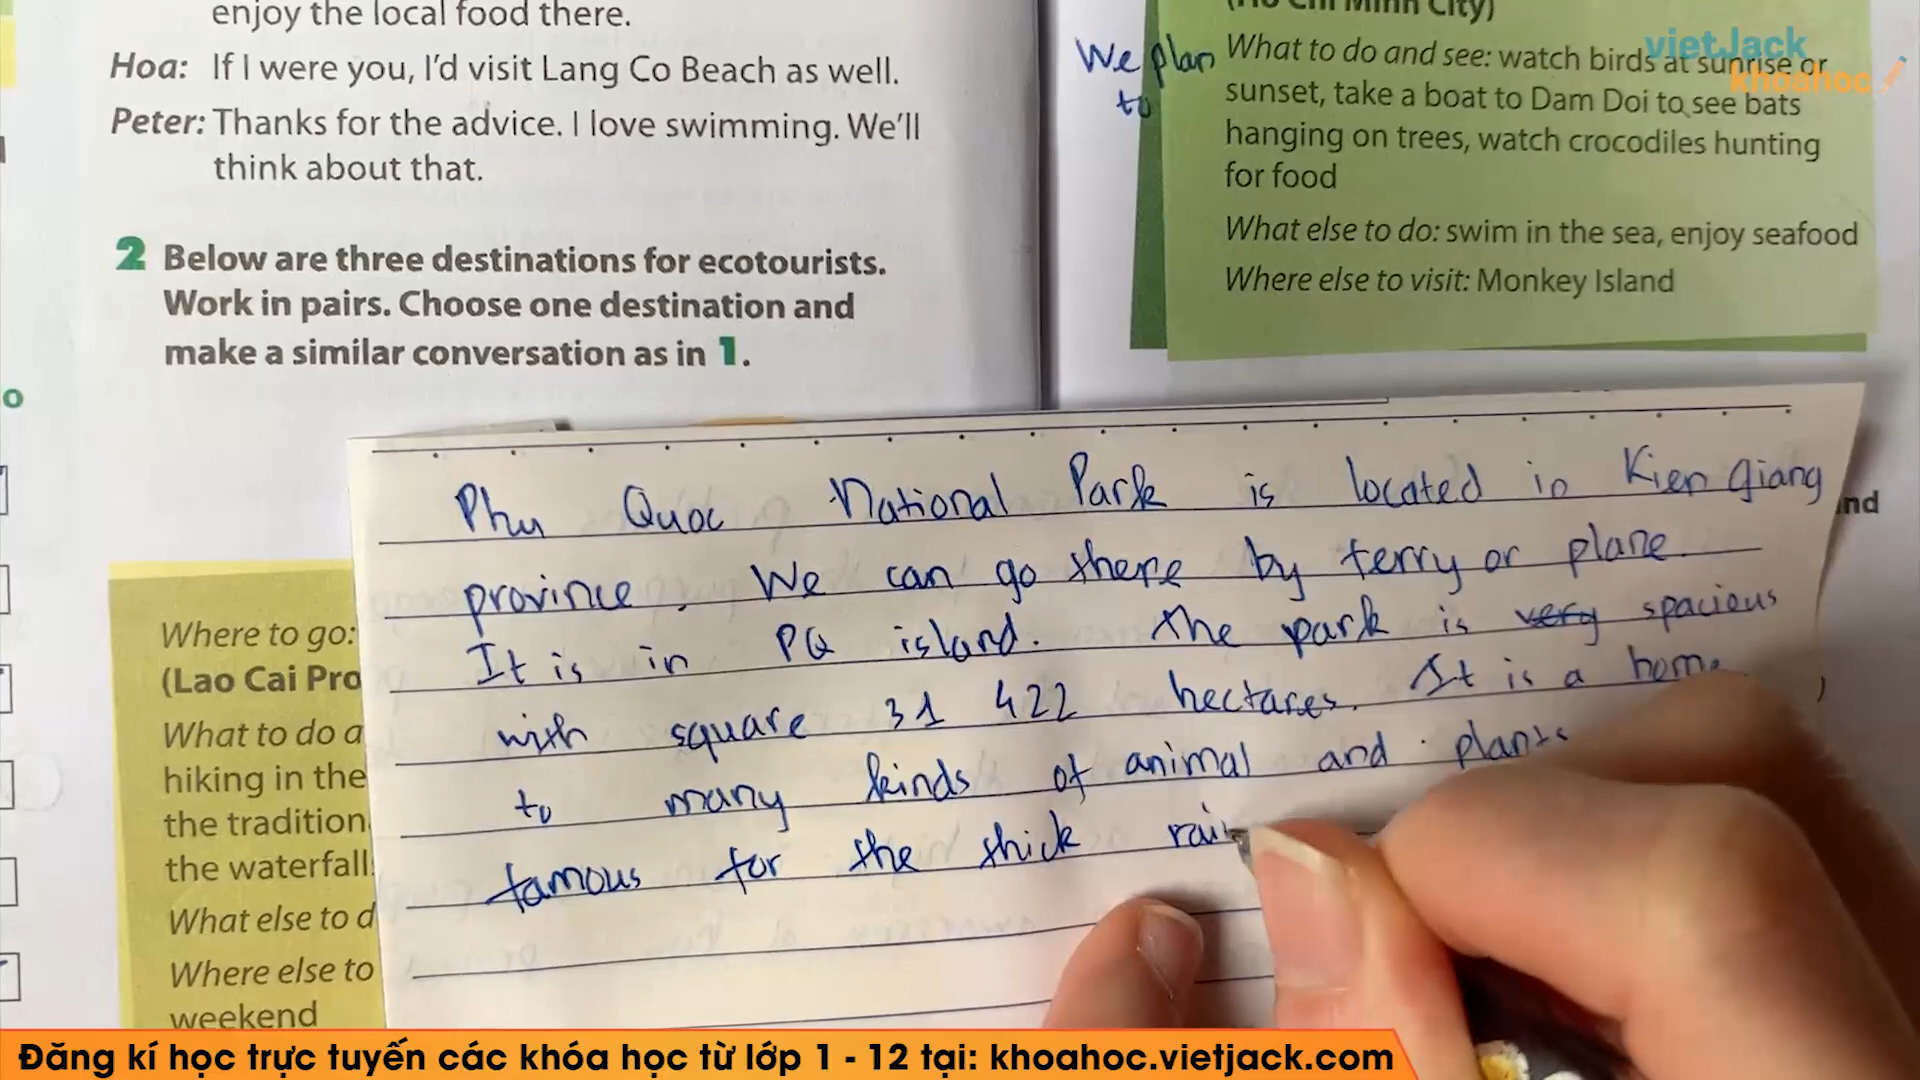 enjoy the local food there.
Hoa: If I were you, I'd visit Lang Co Beach as well.
Peter: Thanks for the advice. I love swimming. We'll
think about that.
2 Below are three destinations for ecotourists.
Work in pairs. Choose one destination and
make a similar conversation as in 1.
Where to go:
(Lao Cai Pro
What to do a
hiking in the
the tradition
the waterfall
What else to d
Where else to
weekend
(Ho Chi Minh City)
We plan
to
What to do and see: watch birds at sunrise or
sunset, take a boat to Dam Doi to see bats
hanging on trees, watch crocodiles hunting
for food
What else to do: swim in the sea, enjoy seafood
Where else to visit: Monkey Island
vietJack
khoahoc
nd
Phu Quoc National Park is located in Kien Giang
province. We can go there by ferry or plane.
It is in PQ island. The park is very spacious
with square 31 422 hectares. It is a home
to many kinds of animal and plants
famous for the thick rai
Đăng kí học trực tuyến các khóa học từ lớp 1 - 12 tại: khoahoc.vietjack.com